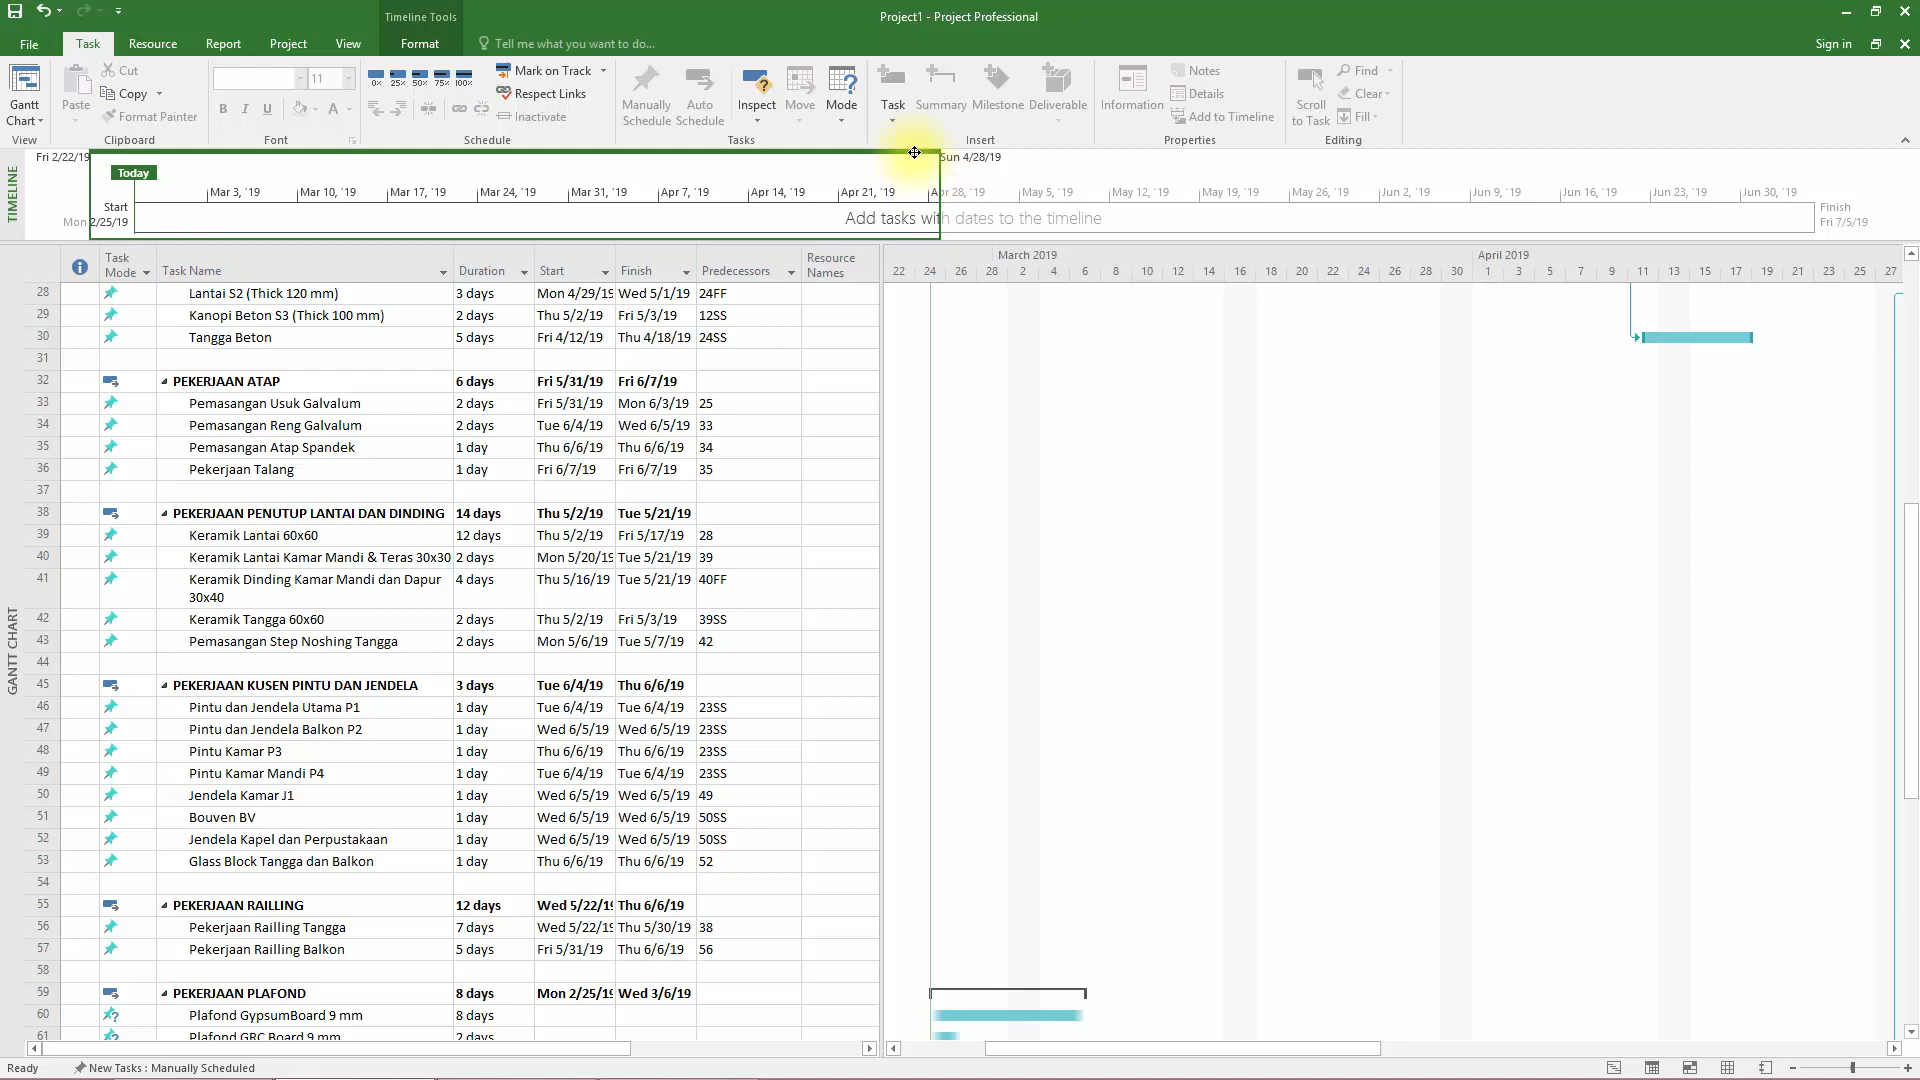 Timeline Tools
Project1 - Project Professional
File Task Resource Report Project View Format Tell me what you want to do... Sign in
Gantt Chart
View
Paste
Cut
Copy
Format Painter
Clipboard
11
B I U A
Font
0% 25% 50% 75% 100%
Mark on Track
Respect Links
Inactivate
Schedule
Manually Schedule
Auto Schedule
Inspect
Move
Mode
Tasks
Task
Summary
Milestone
Deliverable
Insert
Information
Notes
Details
Add to Timeline
Properties
Scroll to Task
Find
Clear
Fill
Editing
TIMELINE
Fri 2/22/19 Sun 4/28/19
Today
Mar 3, '19 Mar 10, '19 Mar 17, '19 Mar 24, '19 Mar 31, '19 Apr 7, '19 Apr 14, '19 Apr 21, '19 Apr 28, '19 May 5, '19 May 12, '19 May 19, '19 May 26, '19 Jun 2, '19 Jun 9, '19 Jun 16, '19 Jun 23, '19 Jun 30, '19
Start
Mon 2/25/19
Add tasks with dates to the timeline
Finish
Fri 7/5/19
GANTT CHART
Task Mode Task Name Duration Start Finish Predecessors Resource Names
March 2019 April 2019
22 24 26 28 2 4 6 8 10 12 14 16 18 20 22 24 26 28 30 1 3 5 7 9 11 13 15 17 19 21 23 25 27
28 Lantai S2 (Thick 120 mm) 3 days Mon 4/29/19 Wed 5/1/19 24FF
29 Kanopi Beton S3 (Thick 100 mm) 2 days Thu 5/2/19 Fri 5/3/19 12SS
30 Tangga Beton 5 days Fri 4/12/19 Thu 4/18/19 24SS
31
32 PEKERJAAN ATAP 6 days Fri 5/31/19 Fri 6/7/19
33 Pemasangan Usuk Galvalum 2 days Fri 5/31/19 Mon 6/3/19 25
34 Pemasangan Reng Galvalum 2 days Tue 6/4/19 Wed 6/5/19 33
35 Pemasangan Atap Spandek 1 day Thu 6/6/19 Thu 6/6/19 34
36 Pekerjaan Talang 1 day Fri 6/7/19 Fri 6/7/19 35
37
38 PEKERJAAN PENUTUP LANTAI DAN DINDING 14 days Thu 5/2/19 Tue 5/21/19
39 Keramik Lantai 60x60 12 days Thu 5/2/19 Fri 5/17/19 28
40 Keramik Lantai Kamar Mandi & Teras 30x30 2 days Mon 5/20/19 Tue 5/21/19 39
41 Keramik Dinding Kamar Mandi dan Dapur 4 days Thu 5/16/19 Tue 5/21/19 40FF
30x40
42 Keramik Tangga 60x60 2 days Thu 5/2/19 Fri 5/3/19 39SS
43 Pemasangan Step Noshing Tangga 2 days Mon 5/6/19 Tue 5/7/19 42
44
45 PEKERJAAN KUSEN PINTU DAN JENDELA 3 days Tue 6/4/19 Thu 6/6/19
46 Pintu dan Jendela Utama P1 1 day Tue 6/4/19 Tue 6/4/19 23SS
47 Pintu dan Jendela Balkon P2 1 day Wed 6/5/19 Wed 6/5/19 23SS
48 Pintu Kamar P3 1 day Thu 6/6/19 Thu 6/6/19 23SS
49 Pintu Kamar Mandi P4 1 day Tue 6/4/19 Tue 6/4/19 23SS
50 Jendela Kamar J1 1 day Wed 6/5/19 Wed 6/5/19 49
51 Bouven BV 1 day Wed 6/5/19 Wed 6/5/19 50SS
52 Jendela Kapel dan Perpustakaan 1 day Wed 6/5/19 Wed 6/5/19 50SS
53 Glass Block Tangga dan Balkon 1 day Thu 6/6/19 Thu 6/6/19 52
54
55 PEKERJAAN RAILLING 12 days Wed 5/22/19 Thu 6/6/19
56 Pekerjaan Railling Tangga 7 days Wed 5/22/19 Thu 5/30/19 38
57 Pekerjaan Railling Balkon 5 days Fri 5/31/19 Thu 6/6/19 56
58
59 PEKERJAAN PLAFOND 8 days Mon 2/25/19 Wed 3/6/19
60 Plafond GypsumBoard 9 mm 8 days
61 Plafond GRC Board 9 mm 2 days
Ready New Tasks : Manually Scheduled